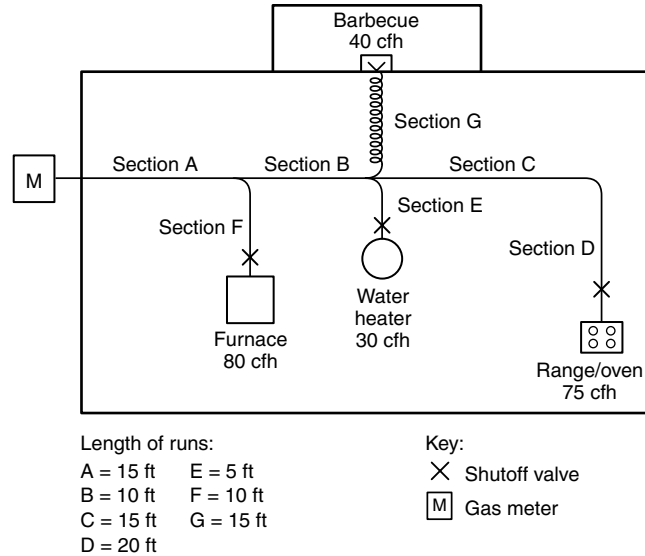 Barbecue
40 cfh
Section G
Section A
Section B
Section C
M
Section E
Section F
Section D
Water
heater
30 cfh
Furnace
80 cfh
Range/oven
75 cfh
Length of runs:
A = 15 ft E = 5 ft
B = 10 ft F = 10 ft
C = 15 ft G = 15 ft
D = 20 ft
Key:
Shutoff valve
M Gas meter